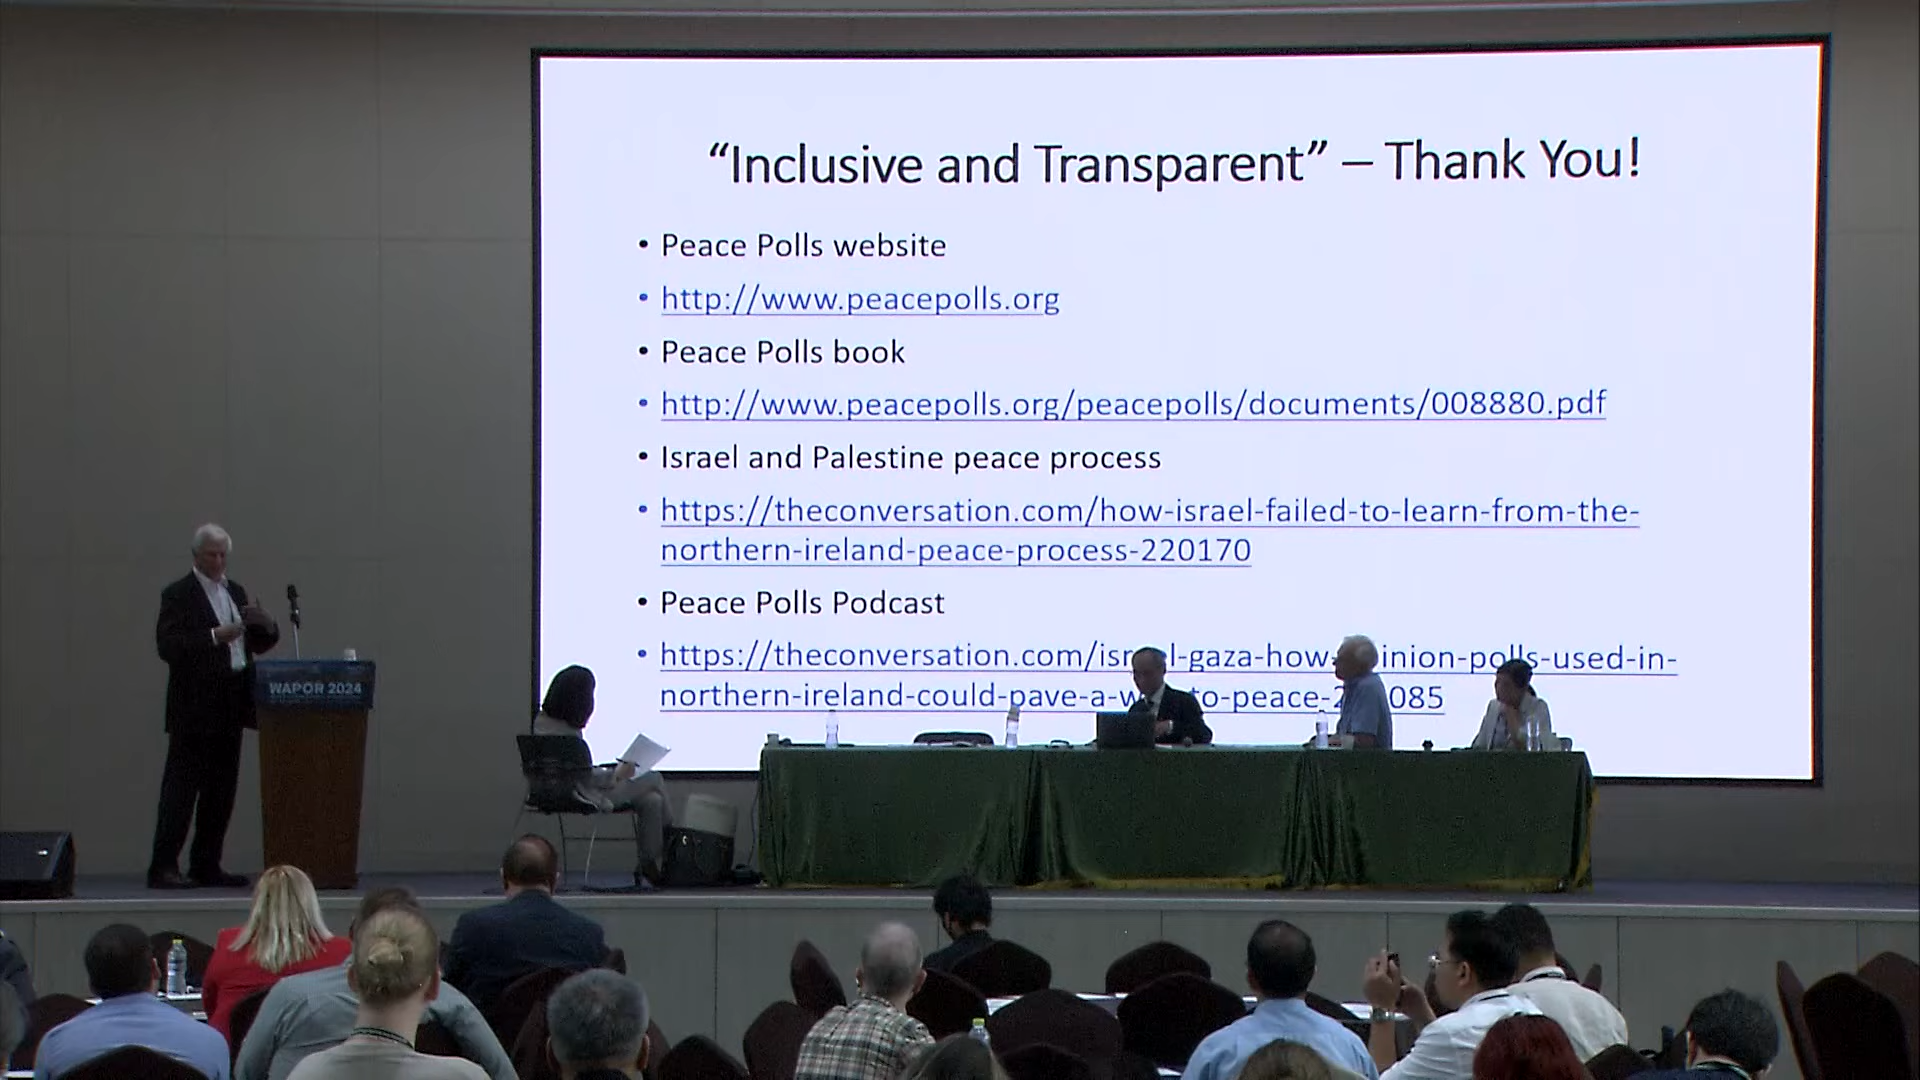 “Inclusive and Transparent” – Thank You!
• Peace Polls website
• http://www.peacepolls.org
• Peace Polls book
• http://www.peacepolls.org/peacepolls/documents/008880.pdf
• Israel and Palestine peace process
• https://theconversation.com/how-israel-failed-to-learn-from-the-
northern-ireland-peace-process-220170
• Peace Polls Podcast
• https://theconversation.com/isr l-gaza-how- inion-polls-used-in-
northern-ireland-could-pave-a-w to-peace-2 085
WAPOR 2024